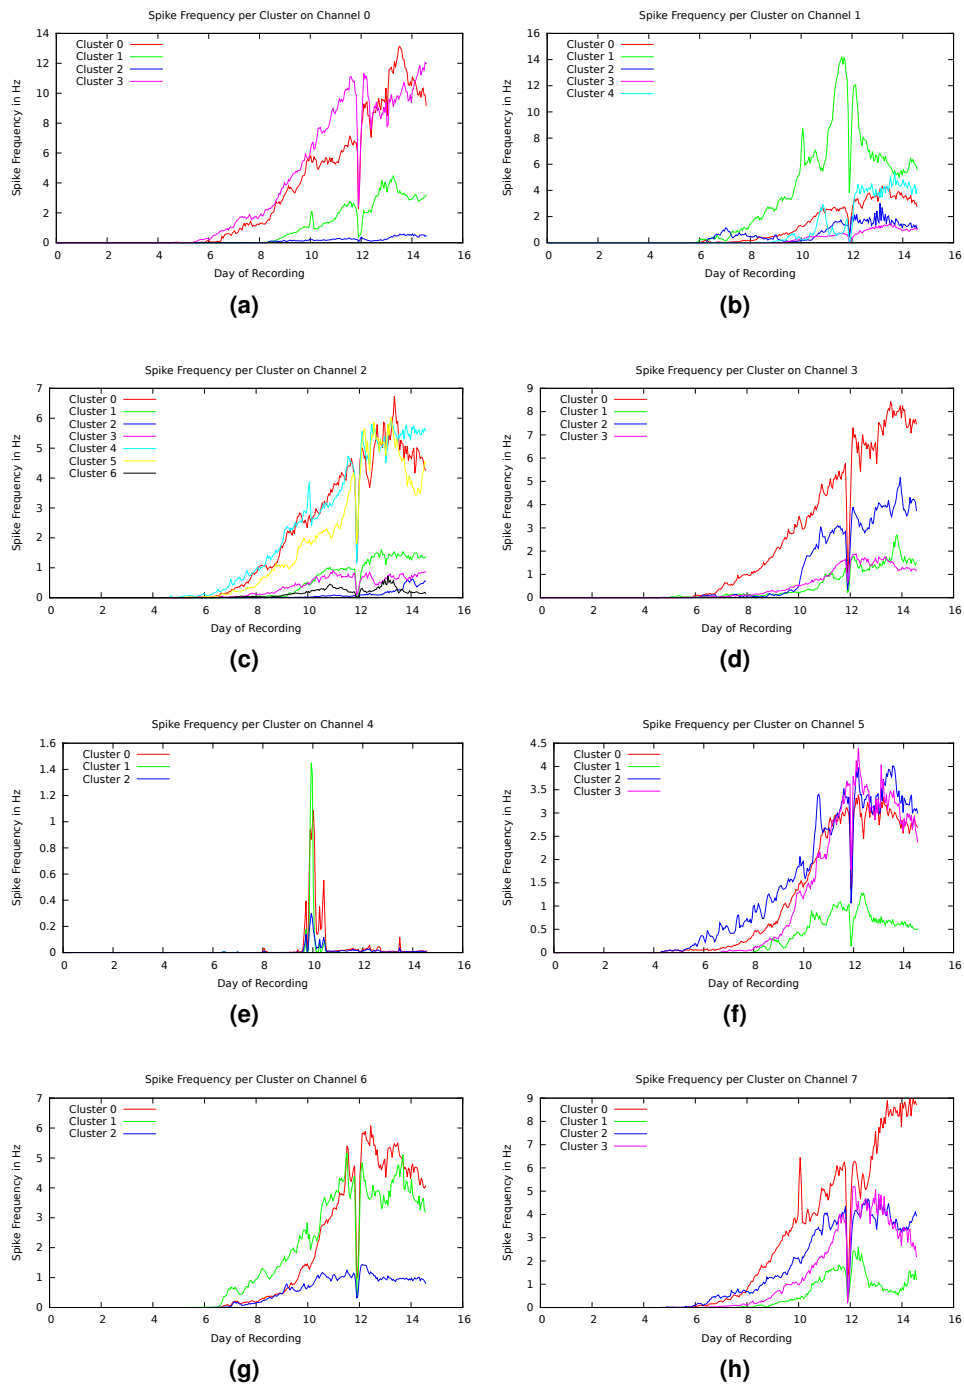 Spike Frequency per Cluster on Channel 0
Spike Frequency in Hz
14
12
10
8
6
4
2
0
Cluster 0
Cluster 1
Cluster 2
Cluster 3
0 2 4 6 8 10 12 14 16
Day of Recording
(a)
Spike Frequency per Cluster on Channel 1
Spike Frequency in Hz
16
14
12
10
8
6
4
2
0
Cluster 0
Cluster 1
Cluster 2
Cluster 3
Cluster 4
0 2 4 6 8 10 12 14 16
Day of Recording
(b)
Spike Frequency per Cluster on Channel 2
Spike Frequency in Hz
7
6
5
4
3
2
1
0
Cluster 0
Cluster 1
Cluster 2
Cluster 3
Cluster 4
Cluster 5
Cluster 6
0 2 4 6 8 10 12 14 16
Day of Recording
(c)
Spike Frequency per Cluster on Channel 3
Spike Frequency in Hz
9
8
7
6
5
4
3
2
1
0
Cluster 0
Cluster 1
Cluster 2
Cluster 3
0 2 4 6 8 10 12 14 16
Day of Recording
(d)
Spike Frequency per Cluster on Channel 4
Spike Frequency in Hz
1.6
1.4
1.2
1
0.8
0.6
0.4
0.2
0
Cluster 0
Cluster 1
Cluster 2
0 2 4 6 8 10 12 14 16
Day of Recording
(e)
Spike Frequency per Cluster on Channel 5
Spike Frequency in Hz
4.5
4
3.5
3
2.5
2
1.5
1
0.5
0
Cluster 0
Cluster 1
Cluster 2
Cluster 3
0 2 4 6 8 10 12 14 16
Day of Recording
(f)
Spike Frequency per Cluster on Channel 6
Spike Frequency in Hz
7
6
5
4
3
2
1
0
Cluster 0
Cluster 1
Cluster 2
0 2 4 6 8 10 12 14 16
Day of Recording
(g)
Spike Frequency per Cluster on Channel 7
Spike Frequency in Hz
9
8
7
6
5
4
3
2
1
0
Cluster 0
Cluster 1
Cluster 2
Cluster 3
0 2 4 6 8 10 12 14 16
Day of Recording
(h)